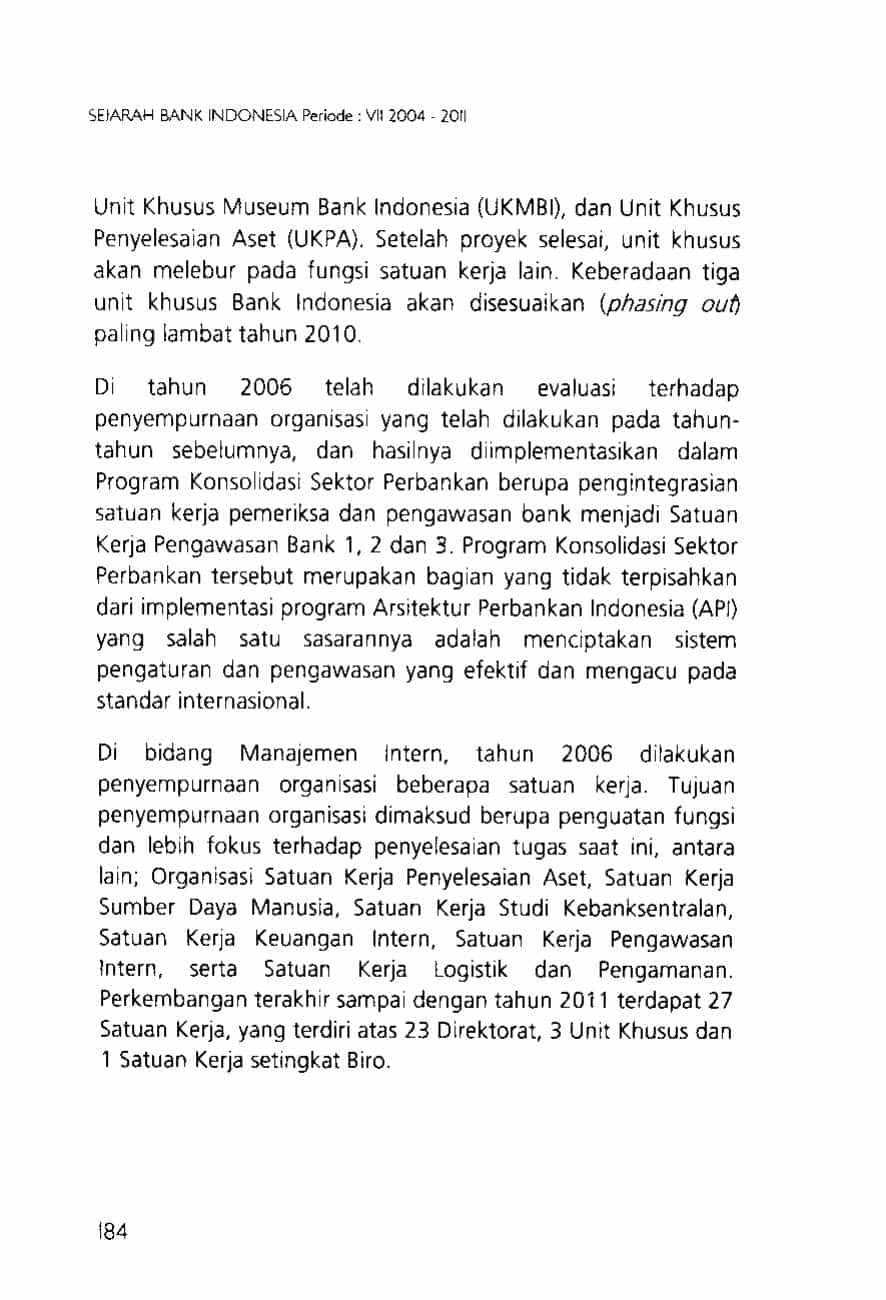 SEJARAH BANK INDONESIA Periode : VII 2004 - 2011
Unit Khusus Museum Bank Indonesia (UKMBI), dan Unit Khusus
Penyelesaian Aset (UKPA). Setelah proyek selesai, unit khusus
akan melebur pada fungsi satuan kerja lain. Keberadaan tiga
unit khusus Bank Indonesia akan disesuaikan (phasing out)
paling lambat tahun 2010.
Di tahun 2006 telah dilakukan evaluasi terhadap
penyempurnaan organisasi yang telah dilakukan pada tahun-
tahun sebelumnya, dan hasilnya diimplementasikan dalam
Program Konsolidasi Sektor Perbankan berupa pengintegrasian
satuan kerja pemeriksa dan pengawasan bank menjadi Satuan
Kerja Pengawasan Bank 1, 2 dan 3. Program Konsolidasi Sektor
Perbankan tersebut merupakan bagian yang tidak terpisahkan
dari implementasi program Arsitektur Perbankan Indonesia (API)
yang salah satu sasarannya adalah menciptakan sistem
pengaturan dan pengawasan yang efektif dan mengacu pada
standar internasional.
Di bidang Manajemen Intern, tahun 2006 dilakukan
penyempurnaan organisasi beberapa satuan kerja. Tujuan
penyempurnaan organisasi dimaksud berupa penguatan fungsi
dan lebih fokus terhadap penyelesaian tugas saat ini, antara
lain; Organisasi Satuan Kerja Penyelesaian Aset, Satuan Kerja
Sumber Daya Manusia, Satuan Kerja Studi Kebanksentralan,
Satuan Kerja Keuangan Intern, Satuan Kerja Pengawasan
Intern, serta Satuan Kerja Logistik dan Pengamanan.
Perkembangan terakhir sampai dengan tahun 2011 terdapat 27
Satuan Kerja, yang terdiri atas 23 Direktorat, 3 Unit Khusus dan
1 Satuan Kerja setingkat Biro.
184